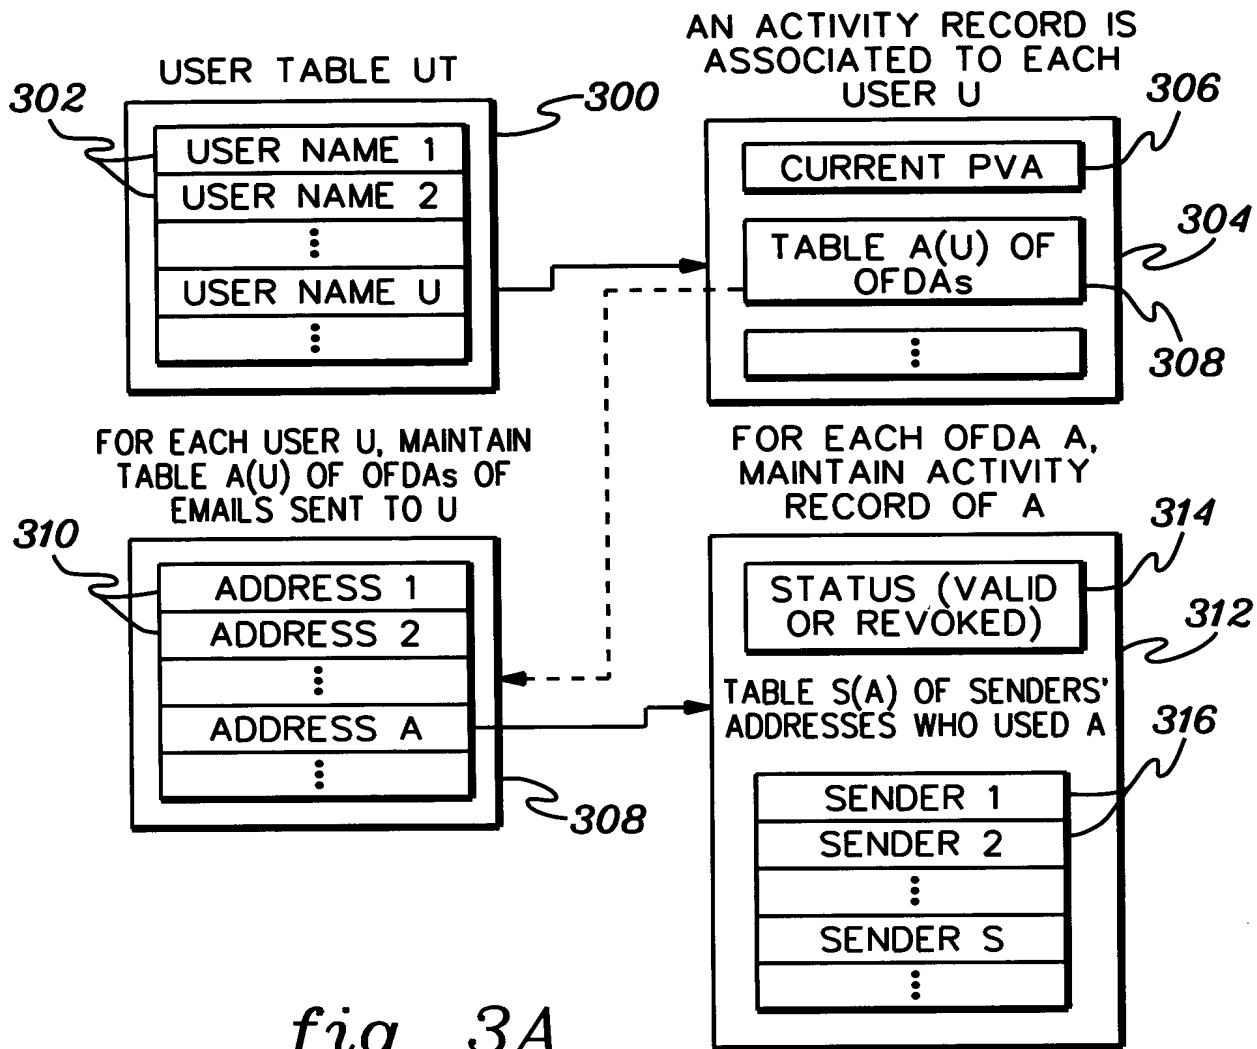 USER TABLE UT
302
300
USER NAME 1
USER NAME 2
USER NAME U
AN ACTIVITY RECORD IS
ASSOCIATED TO EACH
USER U
306
CURRENT PVA
304
TABLE A(U) OF
OFDAs
308
FOR EACH USER U, MAINTAIN
TABLE A(U) OF OFDAs OF
EMAILS SENT TO U
310
ADDRESS 1
ADDRESS 2
ADDRESS A
308
FOR EACH OFDA A,
MAINTAIN ACTIVITY
RECORD OF A
314
STATUS (VALID
OR REVOKED)
312
TABLE S(A) OF SENDERS'
ADDRESSES WHO USED A
316
SENDER 1
SENDER 2
SENDER S
fig 3A